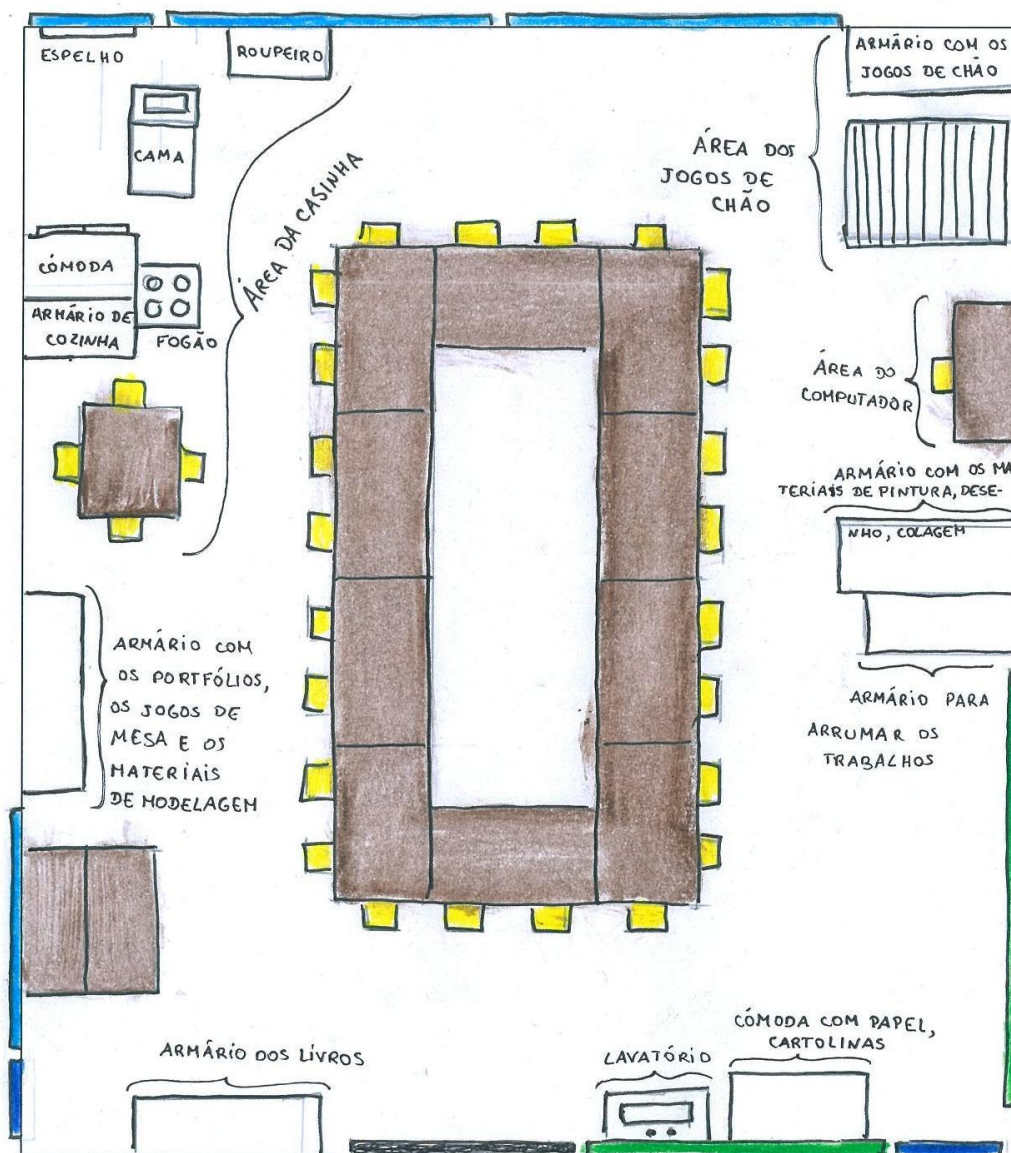 ESPELHO
ROUPEIRO
ARMÁRIO COM OS
JOGOS DE CHÃO
CAMA
ÁREA DA CASINHA
ÁREA DOS
JOGOS DE
CHÃO
CÓMODA
ARMÁRIO DE
COZINHA
FOGÃO
ÁREA DO
COMPUTADOR
ARMÁRIO COM OS MA
TERIAIS DE PINTURA, DESE-
NHO, COLAGEM
ARMÁRIO COM
OS PORTFÓLIOS,
OS JOGOS DE
MESA E OS
MATERIAIS
DE MODELAGEM
ARMÁRIO PARA
ARRUMAR OS
TRABALHOS
ARMÁRIO DOS LIVROS
LAVATÓRIO
CÓMODA COM PAPEL,
CARTOLINAS